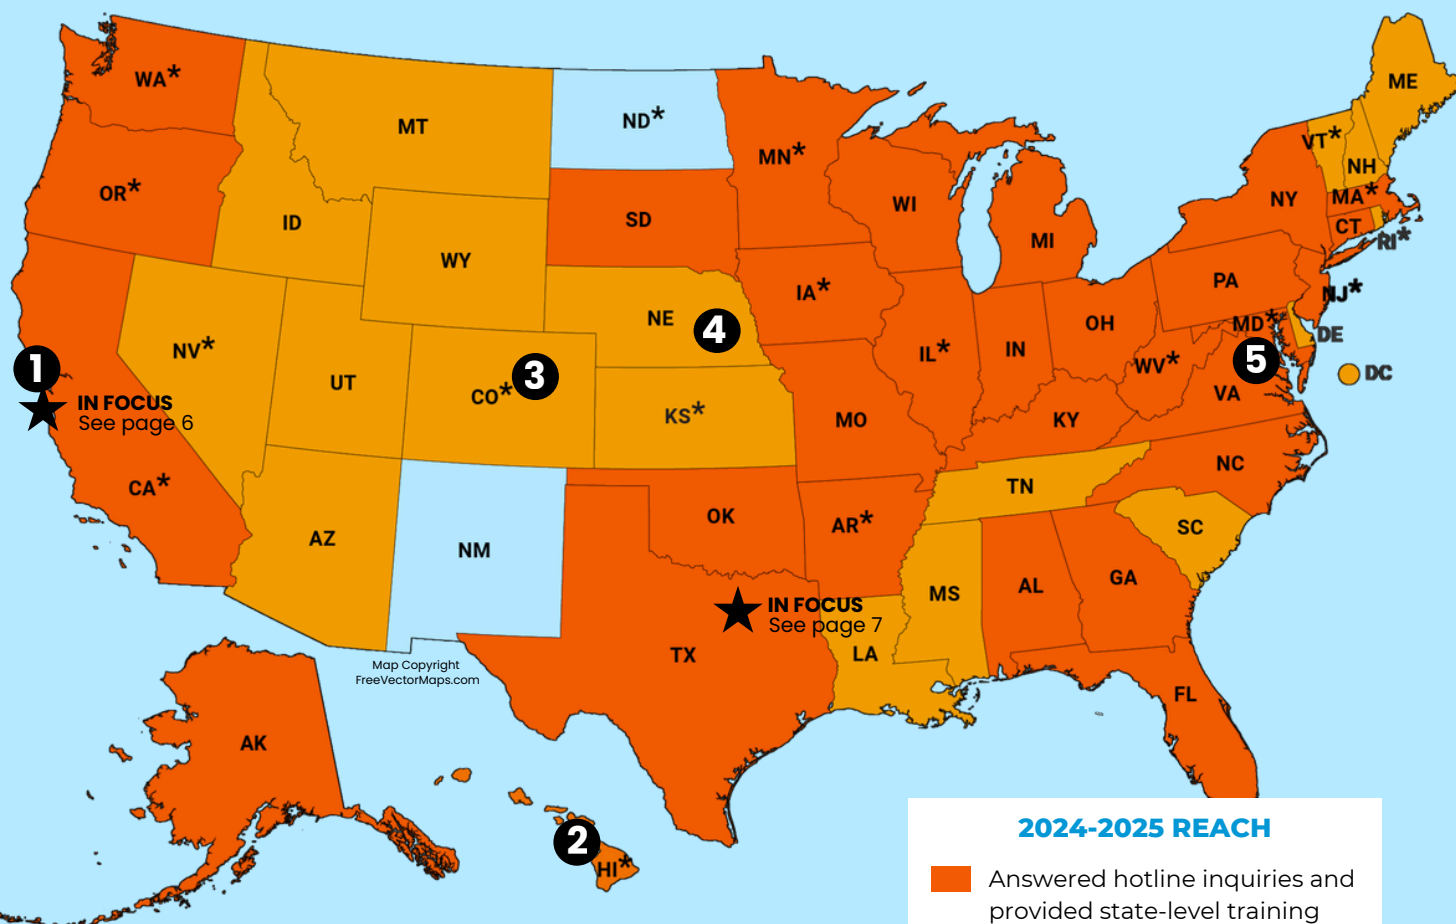 WA*
MT
ND*
MN*
ME
VT*
NH
OR*
ID
SD
WI
NY
MA*
CT
RI*
WY
MI
PA
IA*
NJ*
NE
4
OH
MD*
DE
NV*
IL*
IN
WV*
5
DC
1
UT
CO*
3
VA
IN FOCUS
See page 6
KS*
MO
KY
CA*
NC
TN
AZ
NM
OK
AR*
SC
MS
AL
GA
IN FOCUS
See page 7
TX
LA
Map Copyright
FreeVectorMaps.com
FL
AK
2
HI*
2024-2025 REACH
Answered hotline inquiries and
provided state-level training